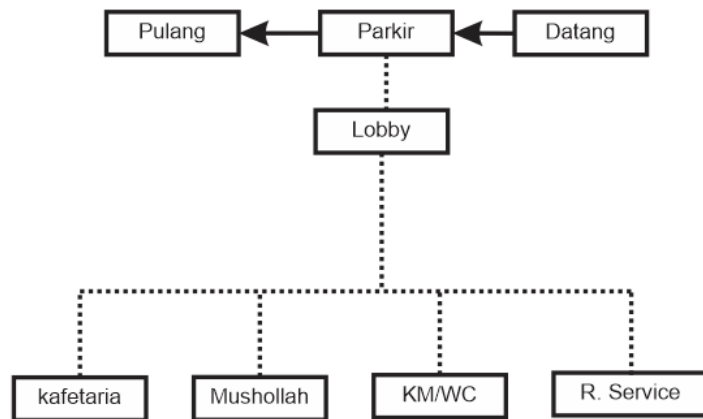 Pulang
Parkir
Datang
Lobby
kafetaria
Mushollah
KM/WC
R. Service